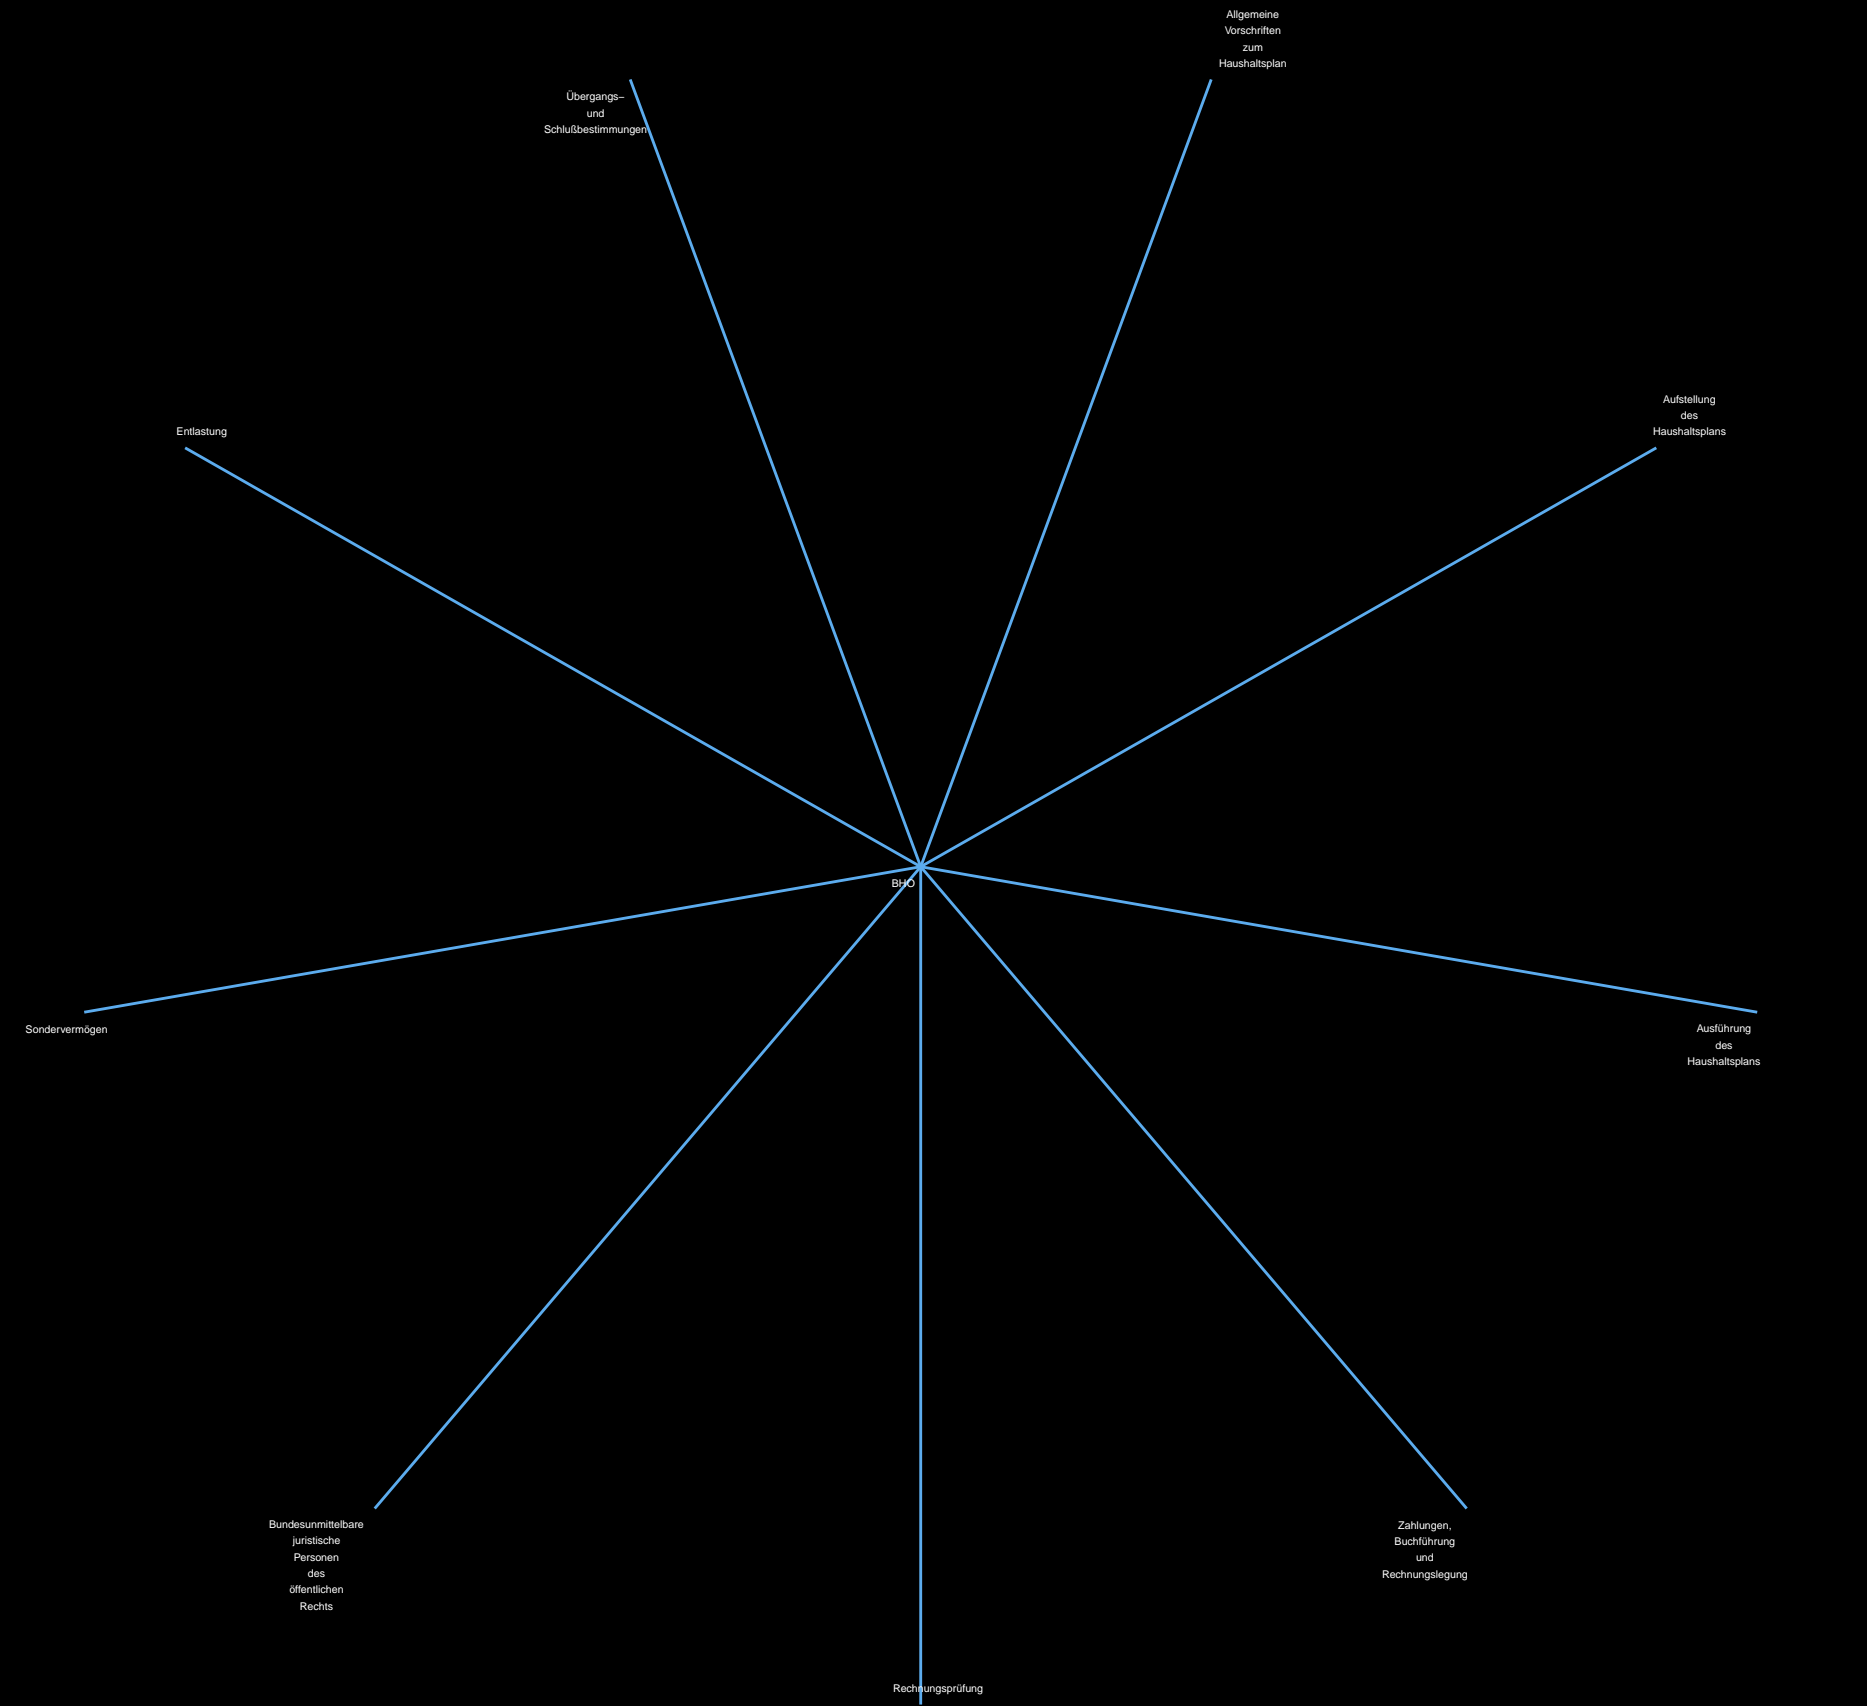 Allgemeine
Vorschriften
zum
Haushaltsplan
Übergangs–
und
Schlußbestimmungen
Aufstellung
des
Haushaltsplans
Entlastung
BHO
Sondervermögen
Ausführung
des
Haushaltsplans
Bundesunmittelbare
juristische
Personen
des
öffentlichen
Rechts
Zahlungen,
Buchführung
und
Rechnungslegung
Rechnungsprüfung